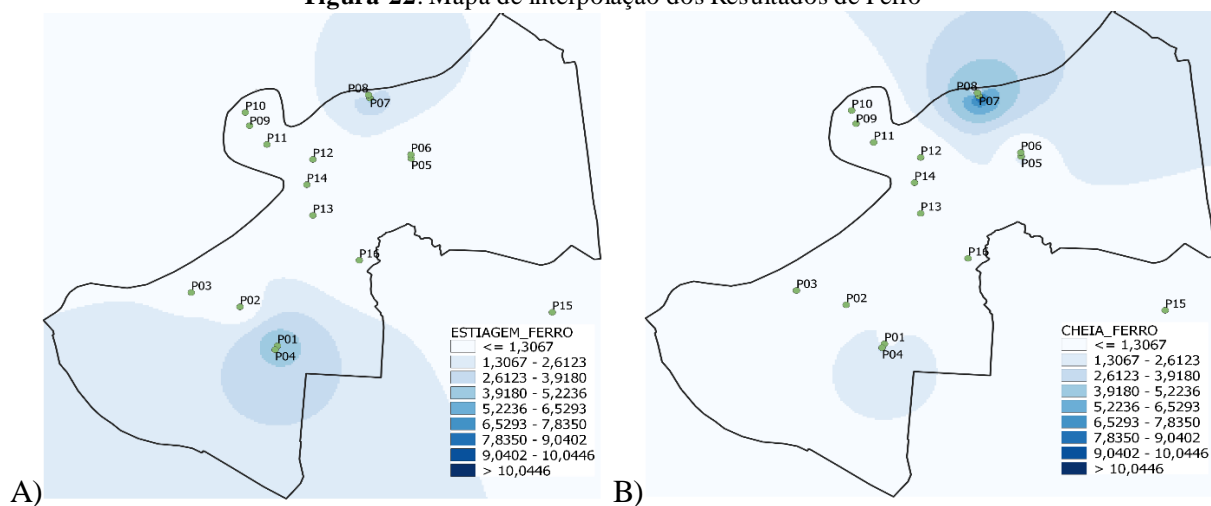 Figura 22. Mapa de interpolação dos Resultados de Ferro
P08
P07
P10
P09
P11
P12
P06
P05
P14
P13
P16
P03
P02
P15
P01
P04
ESTIAGEM_FERRO
<= 1,3067
1,3067 - 2,6123
2,6123 - 3,9180
3,9180 - 5,2236
5,2236 - 6,5293
6,5293 - 7,8350
7,8350 - 9,0402
9,0402 - 10,0446
> 10,0446
A)
P08
P07
P10
P09
P11
P12
P06
P05
P14
P13
P16
P03
P02
P15
P01
P04
CHEIA_FERRO
<= 1,3067
1,3067 - 2,6123
2,6123 - 3,9180
3,9180 - 5,2236
5,2236 - 6,5293
6,5293 - 7,8350
7,8350 - 9,0402
9,0402 - 10,0446
> 10,0446
B)